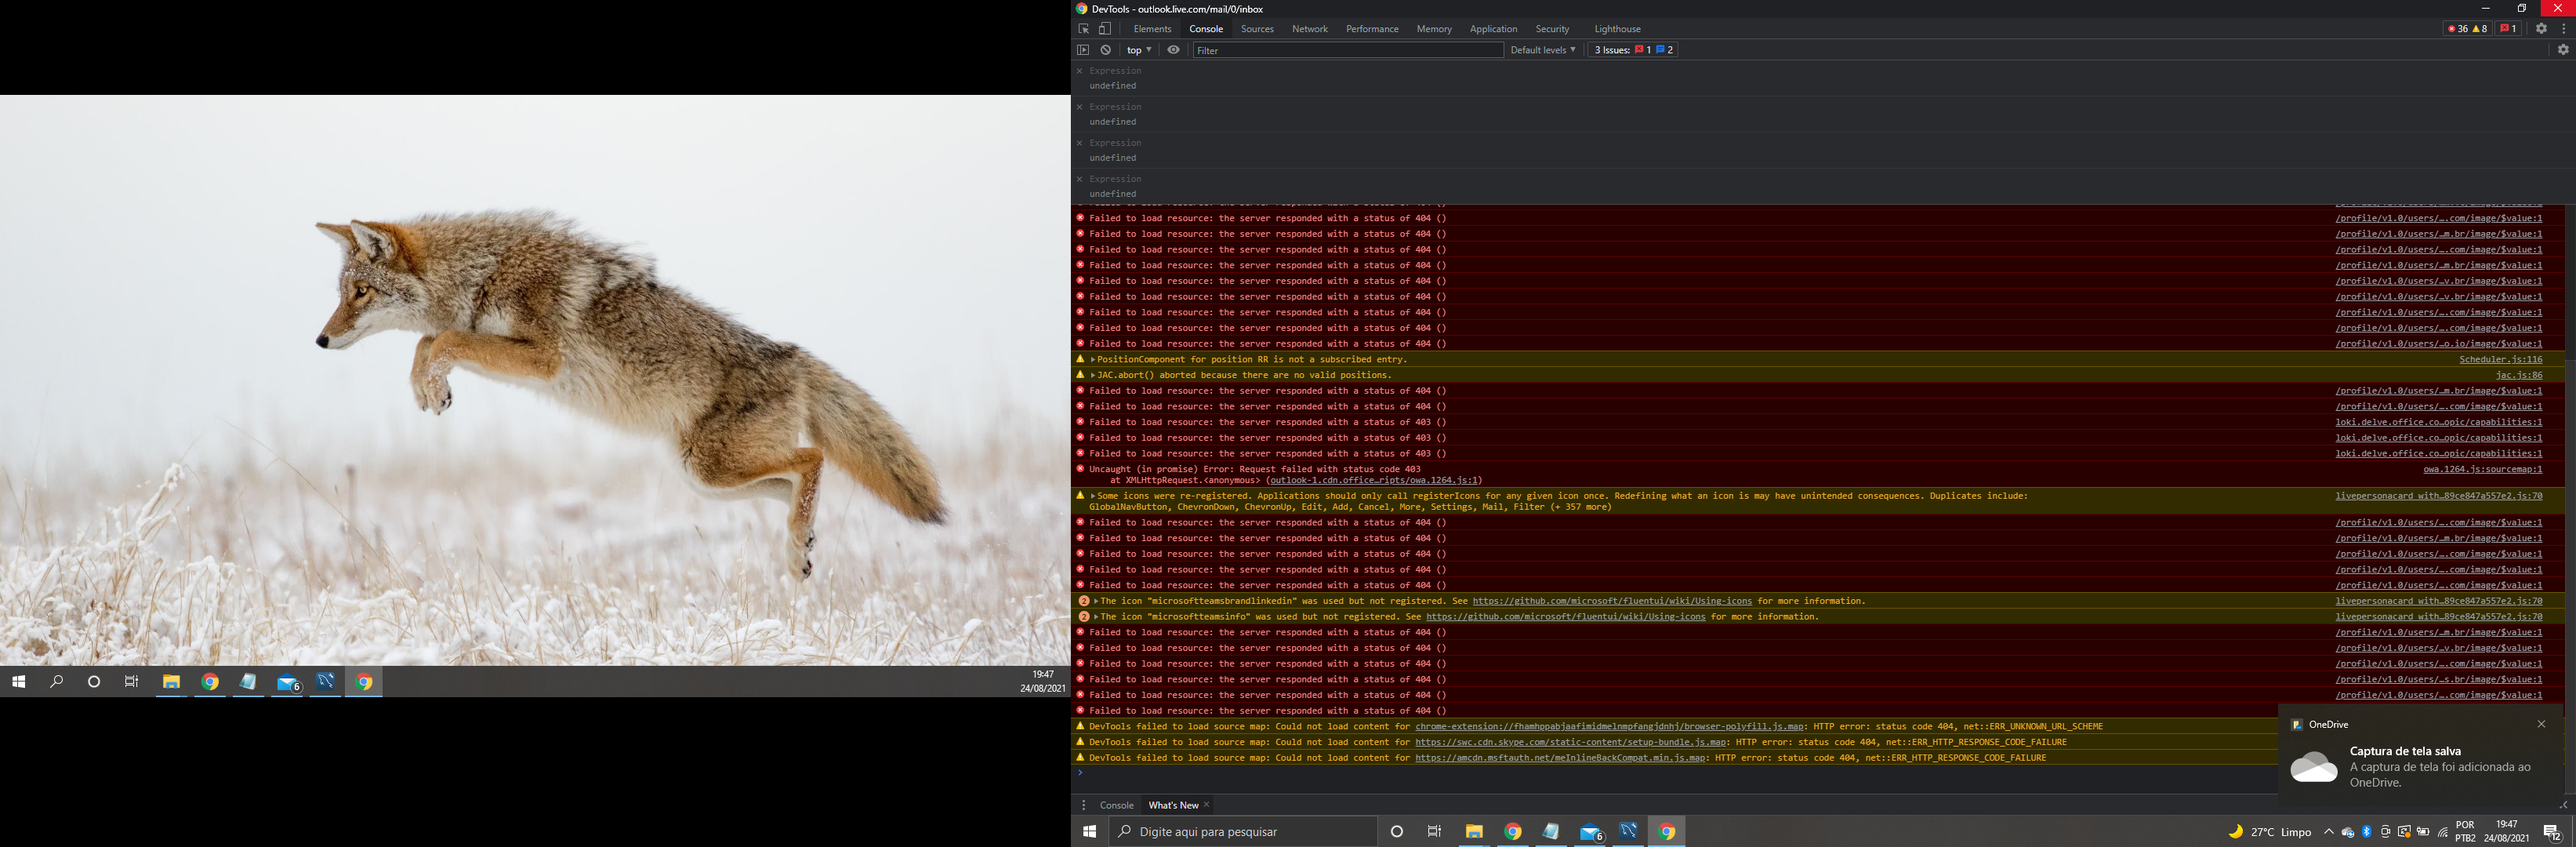 19:47
24/08/2021
DevTools - outlook.live.com/mail/0/inbox
Elements Console Sources Network Performance Memory Application Security Lighthouse 36 8 1
top Filter Default levels 3 Issues: 1 2
Expression
undefined
Expression
undefined
Expression
undefined
Expression
undefined
Failed to load resource: the server responded with a status of 404 () /profile/v1.0/users/….com/image/$value:1
Failed to load resource: the server responded with a status of 404 () /profile/v1.0/users/…m.br/image/$value:1
Failed to load resource: the server responded with a status of 404 () /profile/v1.0/users/….com/image/$value:1
Failed to load resource: the server responded with a status of 404 () /profile/v1.0/users/…m.br/image/$value:1
Failed to load resource: the server responded with a status of 404 () /profile/v1.0/users/…v.br/image/$value:1
Failed to load resource: the server responded with a status of 404 () /profile/v1.0/users/…v.br/image/$value:1
Failed to load resource: the server responded with a status of 404 () /profile/v1.0/users/….com/image/$value:1
Failed to load resource: the server responded with a status of 404 () /profile/v1.0/users/….com/image/$value:1
Failed to load resource: the server responded with a status of 404 () /profile/v1.0/users/…o.io/image/$value:1
PositionComponent for position RR is not a subscribed entry. Scheduler.js:116
JAC.abort() aborted because there are no valid positions. jac.js:86
Failed to load resource: the server responded with a status of 404 () /profile/v1.0/users/…m.br/image/$value:1
Failed to load resource: the server responded with a status of 404 () /profile/v1.0/users/….com/image/$value:1
Failed to load resource: the server responded with a status of 403 () loki.delve.office.co…opic/capabilities:1
Failed to load resource: the server responded with a status of 403 () loki.delve.office.co…opic/capabilities:1
Failed to load resource: the server responded with a status of 403 () loki.delve.office.co…opic/capabilities:1
Uncaught (in promise) Error: Request failed with status code 403 owa.1264.js:sourcemap:1
at XMLHttpRequest.<anonymous> (outlook-1.cdn.office…ripts/owa.1264.js:1)
Some icons were re-registered. Applications should only call registerIcons for any given icon once. Redefining what an icon is may have unintended consequences. Duplicates include: livepersonacard_with…89ce847a557e2.js:70
GlobalNavButton, ChevronDown, ChevronUp, Edit, Add, Cancel, More, Settings, Mail, Filter (+ 357 more)
Failed to load resource: the server responded with a status of 404 () /profile/v1.0/users/….com/image/$value:1
Failed to load resource: the server responded with a status of 404 () /profile/v1.0/users/…m.br/image/$value:1
Failed to load resource: the server responded with a status of 404 () /profile/v1.0/users/….com/image/$value:1
Failed to load resource: the server responded with a status of 404 () /profile/v1.0/users/….com/image/$value:1
Failed to load resource: the server responded with a status of 404 () /profile/v1.0/users/….com/image/$value:1
2 The icon "microsoftteamsbrandlinkedin" was used but not registered. See https://github.com/microsoft/fluentui/wiki/Using-icons for more information. livepersonacard_with…89ce847a557e2.js:70
2 The icon "microsoftteamsinfo" was used but not registered. See https://github.com/microsoft/fluentui/wiki/Using-icons for more information. livepersonacard_with…89ce847a557e2.js:70
Failed to load resource: the server responded with a status of 404 () /profile/v1.0/users/…m.br/image/$value:1
Failed to load resource: the server responded with a status of 404 () /profile/v1.0/users/…v.br/image/$value:1
Failed to load resource: the server responded with a status of 404 () /profile/v1.0/users/….com/image/$value:1
Failed to load resource: the server responded with a status of 404 () /profile/v1.0/users/…s.br/image/$value:1
Failed to load resource: the server responded with a status of 404 () /profile/v1.0/users/….com/image/$value:1
Failed to load resource: the server responded with a status of 404 ()
DevTools failed to load source map: Could not load content for chrome-extension://fhamhppabjaafimidmelnmpfangjdnhj/browser-polyfill.js.map: HTTP error: status code 404, net::ERR_UNKNOWN_URL_SCHEME
DevTools failed to load source map: Could not load content for https://swc.cdn.skype.com/static-content/setup-bundle.js.map: HTTP error: status code 404, net::ERR_HTTP_RESPONSE_CODE_FAILURE
DevTools failed to load source map: Could not load content for https://amcdn.msftauth.net/meInlineBackCompat.min.js.map: HTTP error: status code 404, net::ERR_HTTP_RESPONSE_CODE_FAILURE
OneDrive
Captura de tela salva
A captura de tela foi adicionada ao
OneDrive.
Console What's New
Digite aqui para pesquisar 6 27°C Limpo POR 19:47
PTB2 24/08/2021 12
6